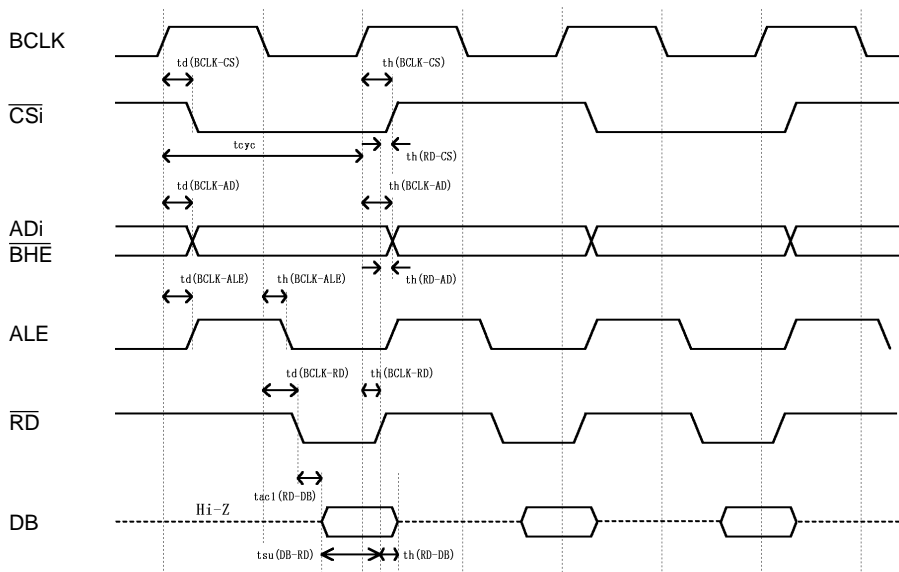 BCLK
td(BCLK-CS)
th(BCLK-CS)
CSi
tcyc
th(RD-CS)
td(BCLK-AD)
th(BCLK-AD)
ADi
BHE
th(RD-AD)
td(BCLK-ALE)
th(BCLK-ALE)
ALE
td(BCLK-RD)
th(BCLK-RD)
RD
tac1(RD-DB)
Hi-Z
DB
tsu(DB-RD)
th(RD-DB)